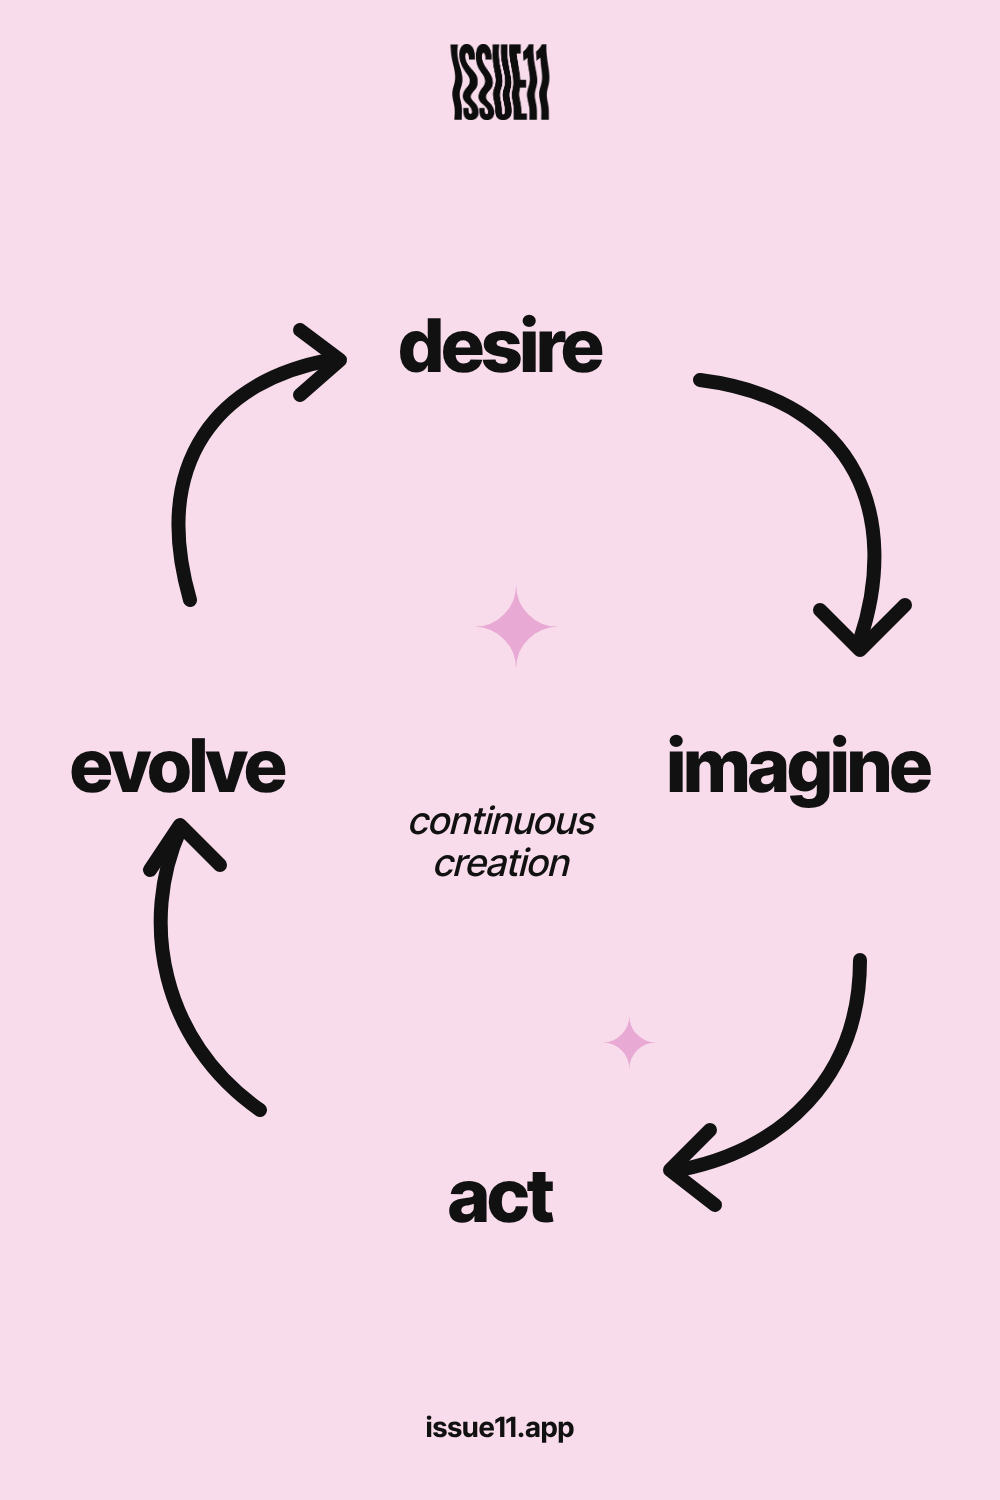 ISSUE11
desire
evolve
imagine
continuous
creation
act
issue11.app